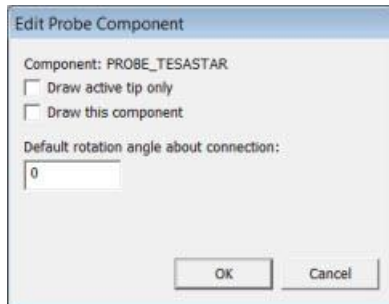 Edit Probe Component
Component: PROBE_TESASTAR
Draw active tip only
Draw this component
Default rotation angle about connection:
0
OK Cancel